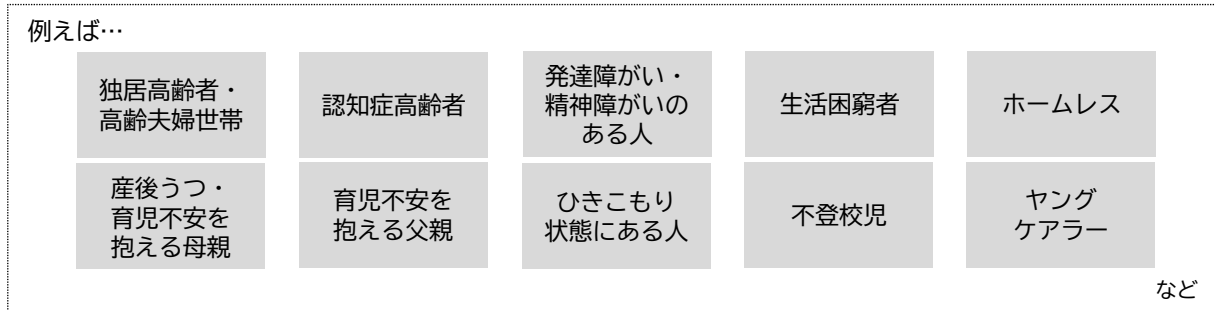 例えば…
独居高齢者・
高齢夫婦世帯
認知症高齢者
発達障がい・
精神障がいの
ある人
生活困窮者
ホームレス
産後うつ・
育児不安を
抱える母親
育児不安を
抱える父親
ひきこもり
状態にある人
不登校児
ヤング
ケアラー
など